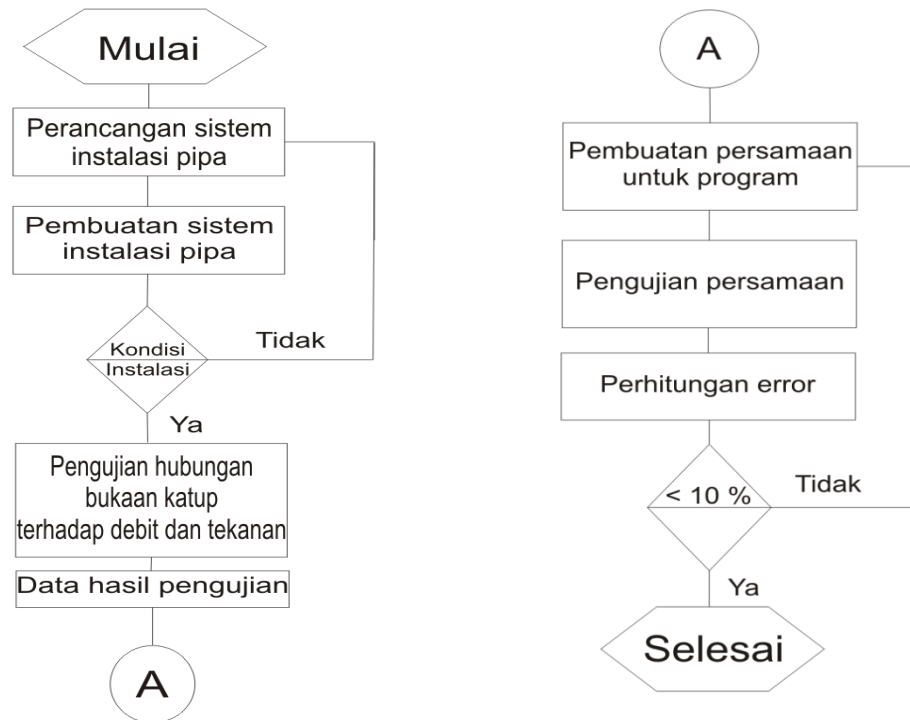 Mulai
Perancangan sistem
instalasi pipa
Pembuatan sistem
instalasi pipa
Kondisi
Instalasi
Tidak
Ya
Pengujian hubungan
bukaan katup
terhadap debit dan tekanan
Data hasil pengujian
A
A
Pembuatan persamaan
untuk program
Pengujian persamaan
Perhitungan error
< 10 %
Tidak
Ya
Selesai